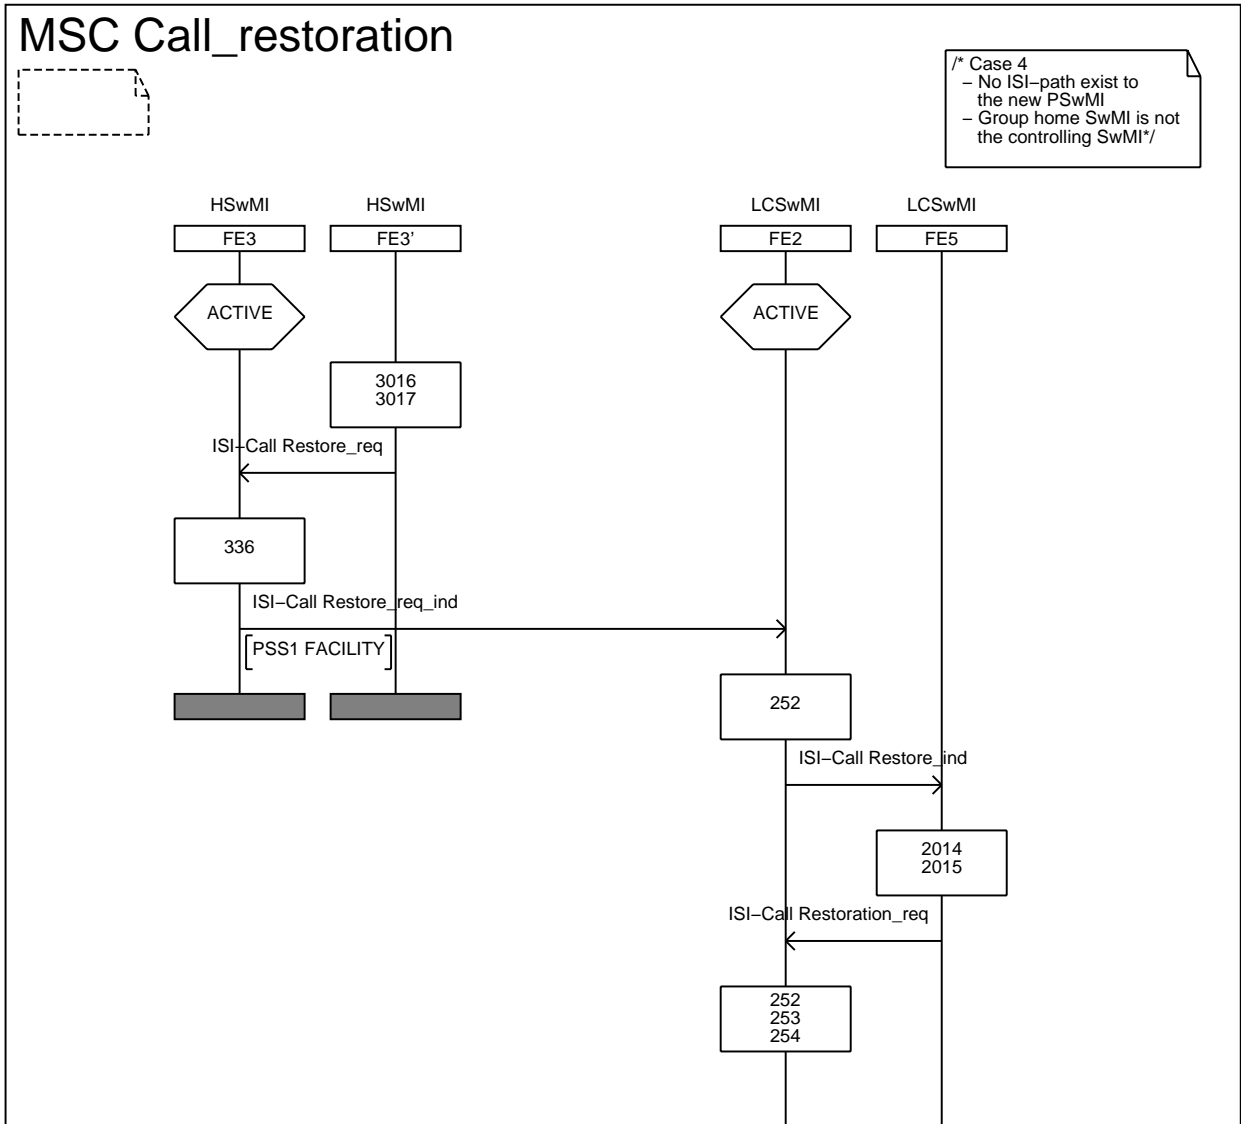 MSC Call_restoration
/* Case 4
– No ISI–path exist to
the new PSwMI
– Group home SwMI is not
the controlling SwMI*/
HSwMI
HSwMI
LCSwMI
LCSwMI
FE3
FE3'
FE2
FE5
ACTIVE
ACTIVE
3016
3017
ISI–Call Restore_req
336
ISI–Call Restore_req_ind
PSS1 FACILITY
252
ISI–Call Restore_ind
2014
2015
ISI–Call Restoration_req
252
253
254